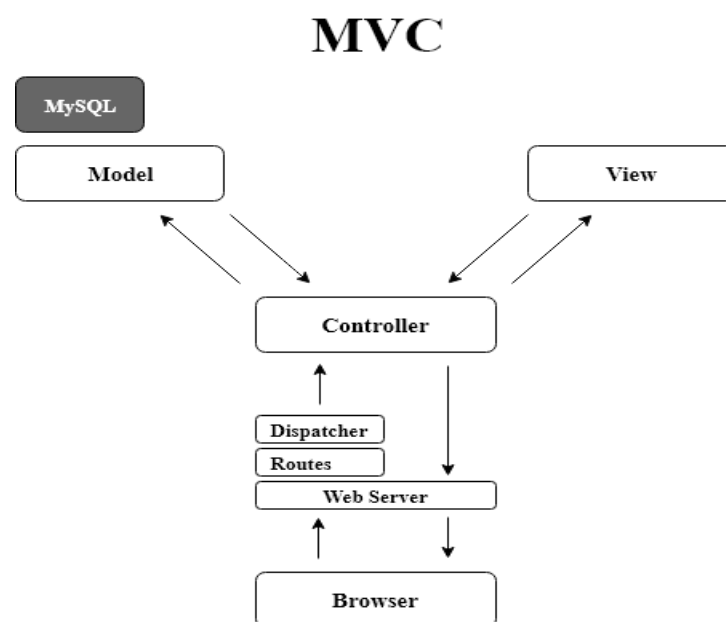 MVC
MySQL
Model
View
Controller
Dispatcher
Routes
Web Server
Browser